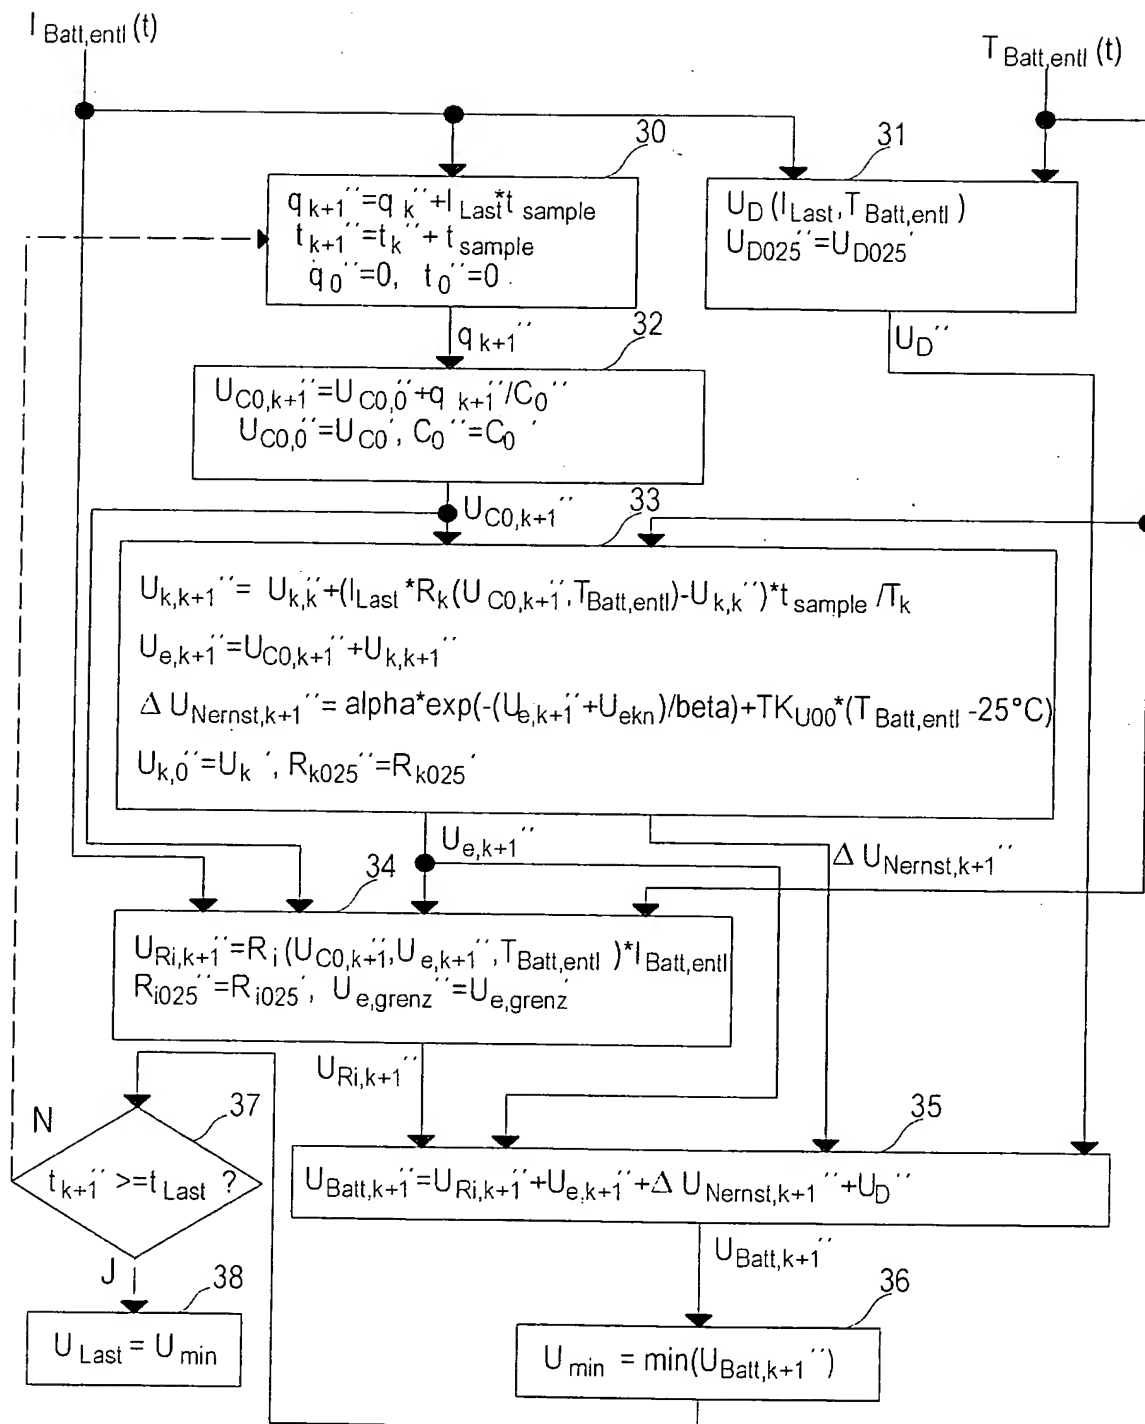 I Batt,entl (t)
T Batt,entl (t)
30
31
q k+1´´=q k´´+I Last*t sample
t k+1´´=t k´´+ t sample
q 0´´=0, t 0´´=0
U D (I Last,T Batt,entl )
U D025´´=U D025´
q k+1´´
32
U D´´
U C0,k+1´´=U C0,0´´+q k+1´´/C 0´´
U C0,0´´=U C0´, C 0´´=C 0´
U C0,k+1´´
33
U k,k+1´´= U k,k´´+(I Last*R k(U C0,k+1´´,T Batt,entl)-U k,k´´)*t sample /T k
U e,k+1´´=U C0,k+1´´+U k,k+1´´
Δ U Nernst,k+1´´= alpha*exp(-(U e,k+1´´+U ekn)/beta)+TK U00*(T Batt,entl -25°C)
U k,0´´=U k´, R k025´´=R k025´
U e,k+1´´
Δ U Nernst,k+1´´
34
U Ri,k+1´´=R i (U C0,k+1´´,U e,k+1´´,T Batt,entl )*I Batt,entl
R i025´´=R i025´, U e,grenz´´=U e,grenz´
U Ri,k+1´´
N
37
35
t k+1´´ >=t Last ?
U Batt,k+1´´=U Ri,k+1´´+U e,k+1´´+Δ U Nernst,k+1´´+U D´´
U Batt,k+1´´
J
38
36
U Last = U min
U min = min(U Batt,k+1´´)